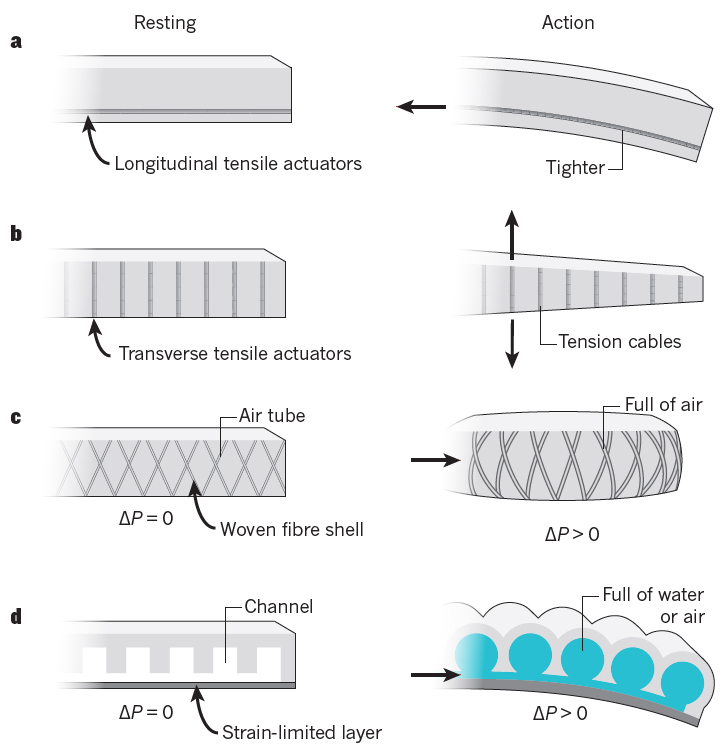 Resting
Action
a
Longitudinal tensile actuators
Tighter
b
Transverse tensile actuators
Tension cables
c
Air tube
Full of air
ΔP = 0
Woven fibre shell
ΔP > 0
d
Channel
Full of water
or air
ΔP = 0
Strain-limited layer
ΔP > 0